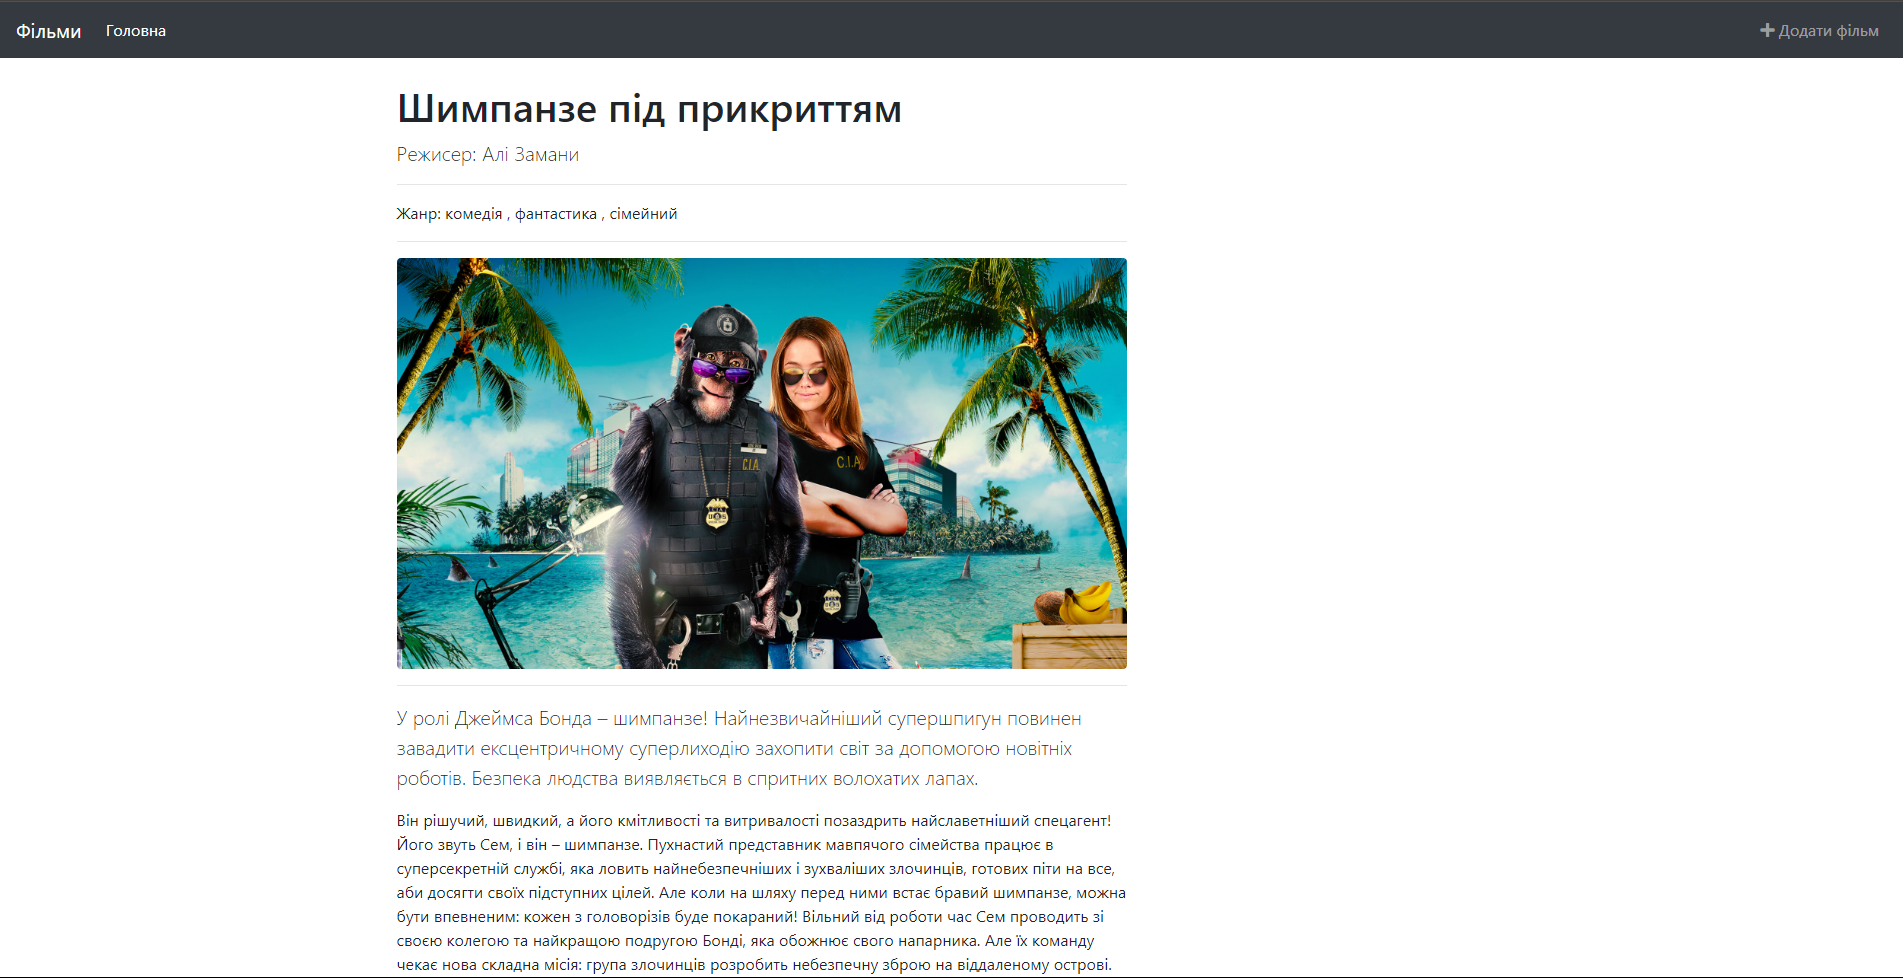 Фільми Головна Додати фільм
Шимпанзе під прикриттям
Режисер: Алі Замани
Жанр: комедія , фантастика , сімейний
C.I.A.
C.I.A.
У ролі Джеймса Бонда – шимпанзе! Найнезвичайніший супершпигун повинен
завадити ексцентричному суперлиходію захопити світ за допомогою новітніх
роботів. Безпека людства виявляється в спритних волохатих лапах.
Він рішучий, швидкий, а його кмітливості та витривалості позаздрить найславетніший спецагент!
Його звуть Сем, і він – шимпанзе. Пухнастий представник мавпячого сімейства працює в
суперсекретній службі, яка ловить найнебезпечніших і зухваліших злочинців, готових піти на все,
аби досягти своїх підступних цілей. Але коли на шляху перед ними встає бравий шимпанзе, можна
бути впевненим: кожен з головорізів буде покараний! Вільний від роботи час Сем проводить зі
своєю колегою та найкращою подругою Бонді, яка обожнює свого напарника. Але їх команду
чекає нова складна місія: група злочинців розробить небезпечну зброю на віддаленому острові.